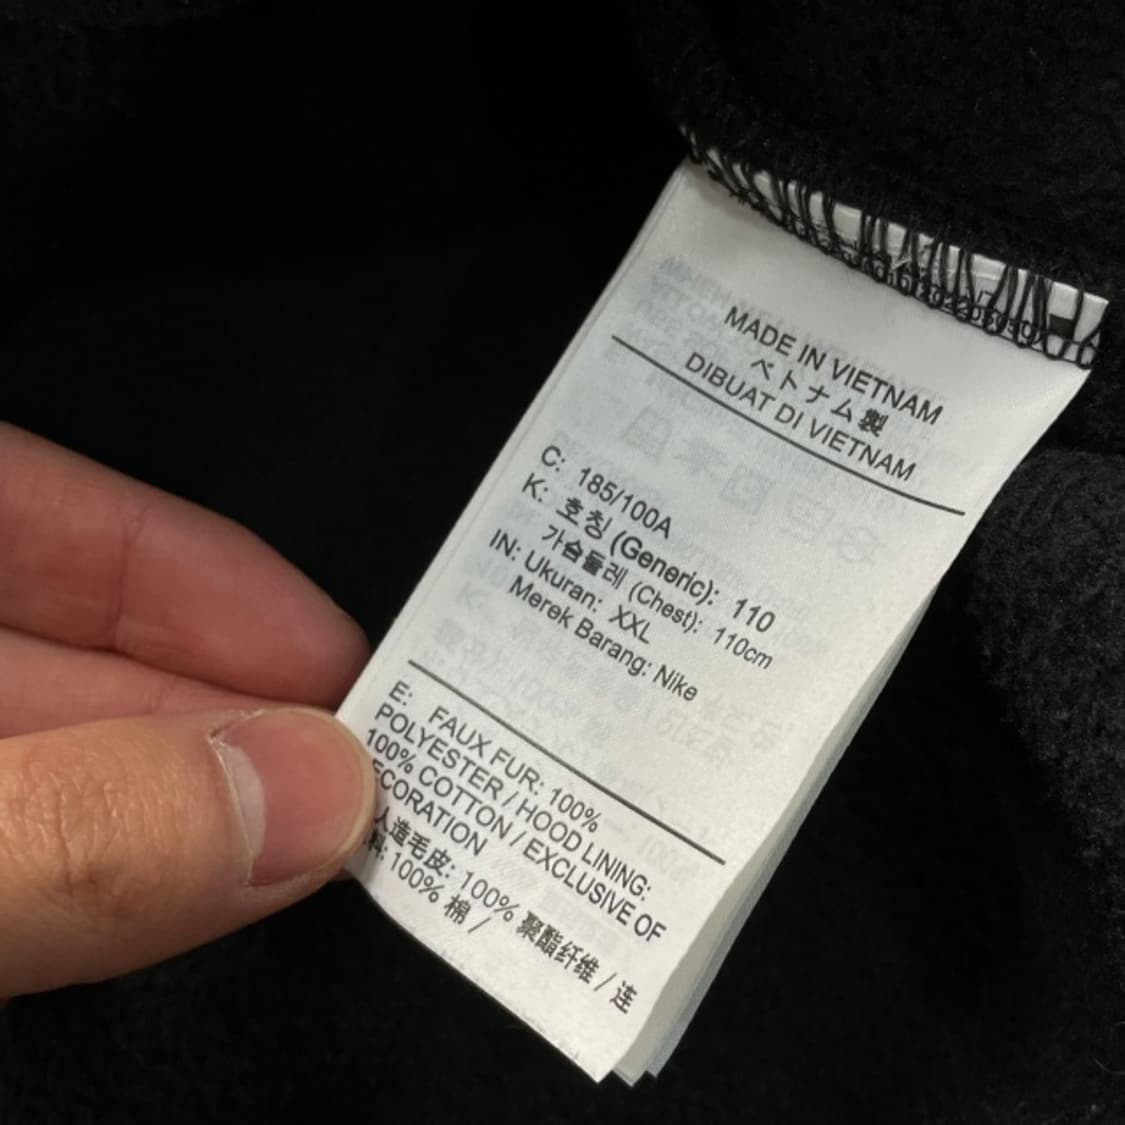 MADE IN VIETNAM
ベトナム製
DIBUAT DI VIETNAM
C: 185/100A
K: 호칭 (Generic): 110
가슴둘레 (Chest): 110cm
IN: Ukuran: XXL
Merek Barang: Nike
E: FAUX FUR: 100%
POLYESTER / HOOD LINING:
100% COTTON / EXCLUSIVE OF
ECORATION
人造毛皮: 100% 聚酯纤维 / 连
料: 100% 棉 /